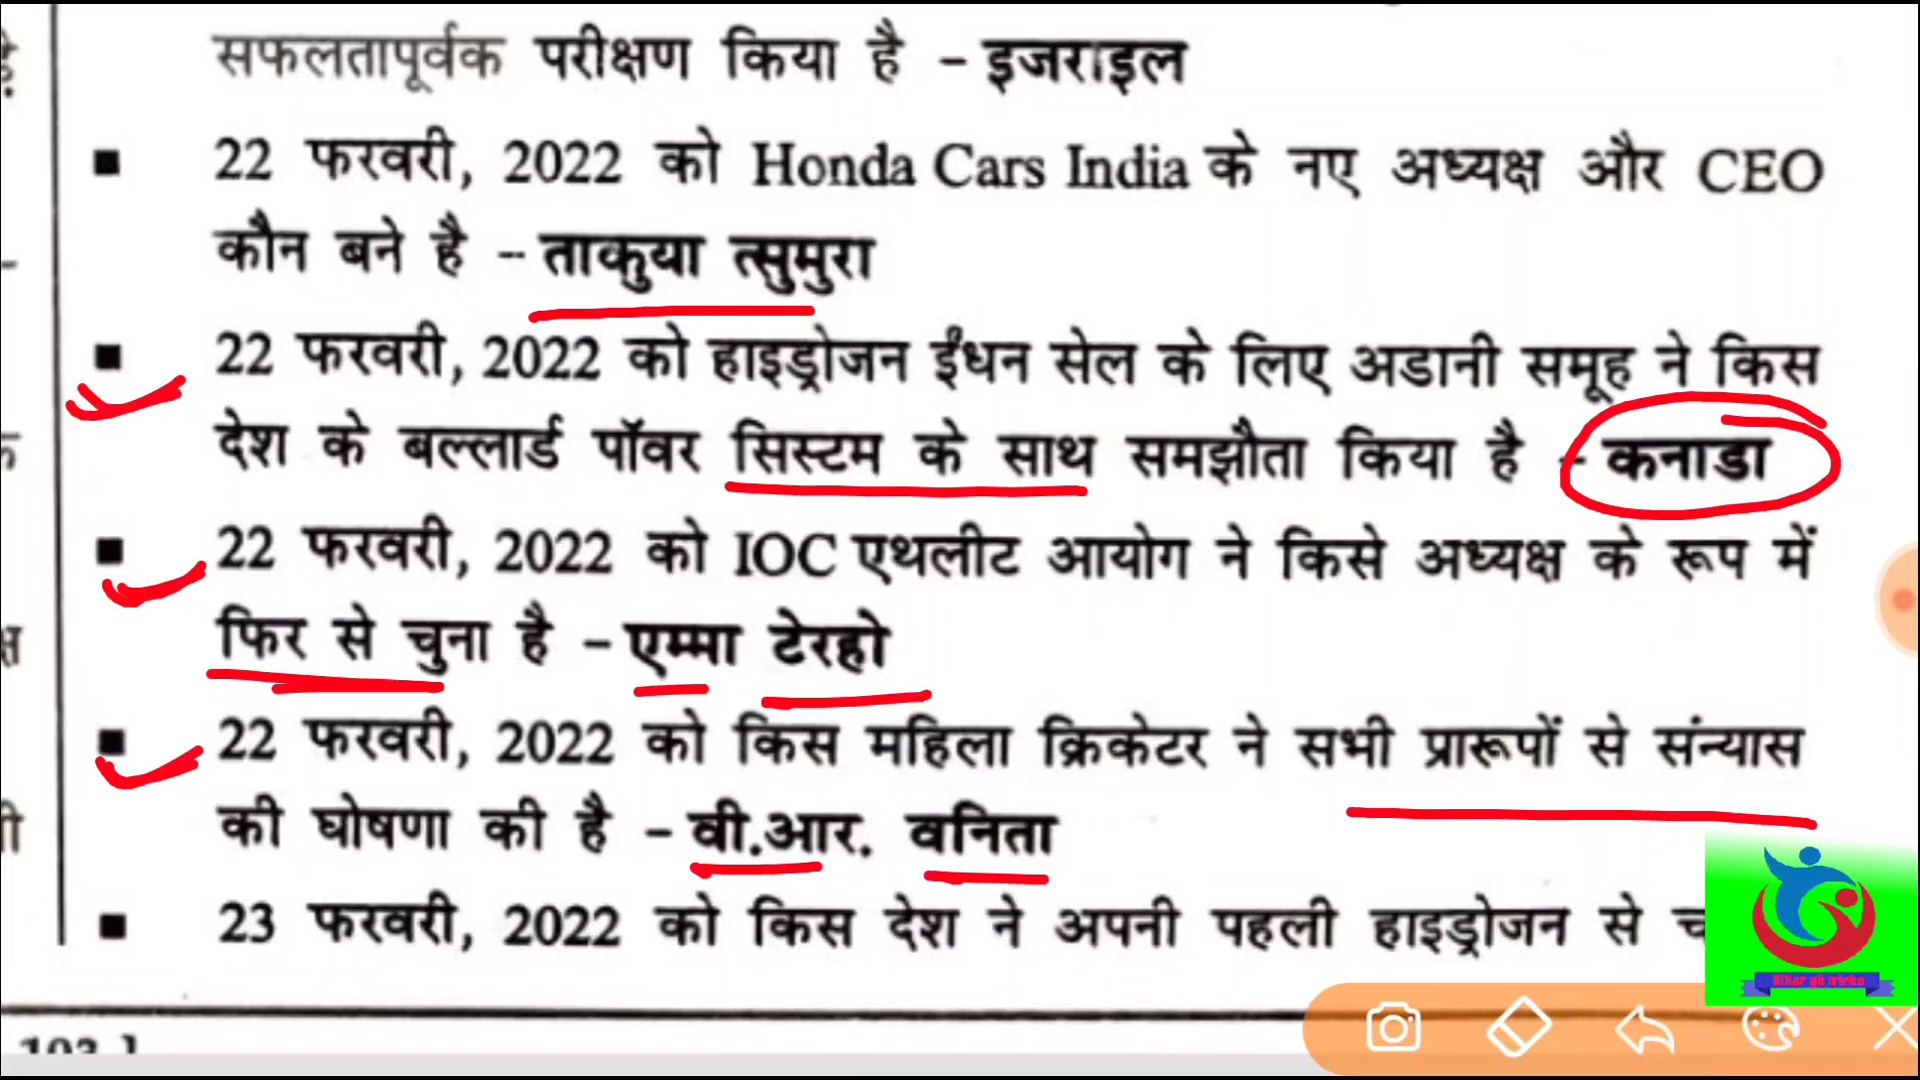 सफलतापूर्वक परीक्षण किया है - इजराइल
■ 22 फरवरी, 2022 को Honda Cars India के नए अध्यक्ष और CEO
कौन बने है -- ताकुया त्सुमुरा
■ 22 फरवरी, 2022 को हाइड्रोजन ईंधन सेल के लिए अडानी समूह ने किस
देश के बल्लार्ड पॉवर सिस्टम के साथ समझौता किया है - कनाडा
■ 22 फरवरी, 2022 को IOC एथलीट आयोग ने किसे अध्यक्ष के रूप में
फिर से चुना है - एम्मा टेरहो
■ 22 फरवरी, 2022 को किस महिला क्रिकेटर ने सभी प्रारूपों से संन्यास
की घोषणा की है - वी.आर. वनिता
■ 23 फरवरी, 2022 को किस देश ने अपनी पहली हाइड्रोजन से
Bihar gk tricks